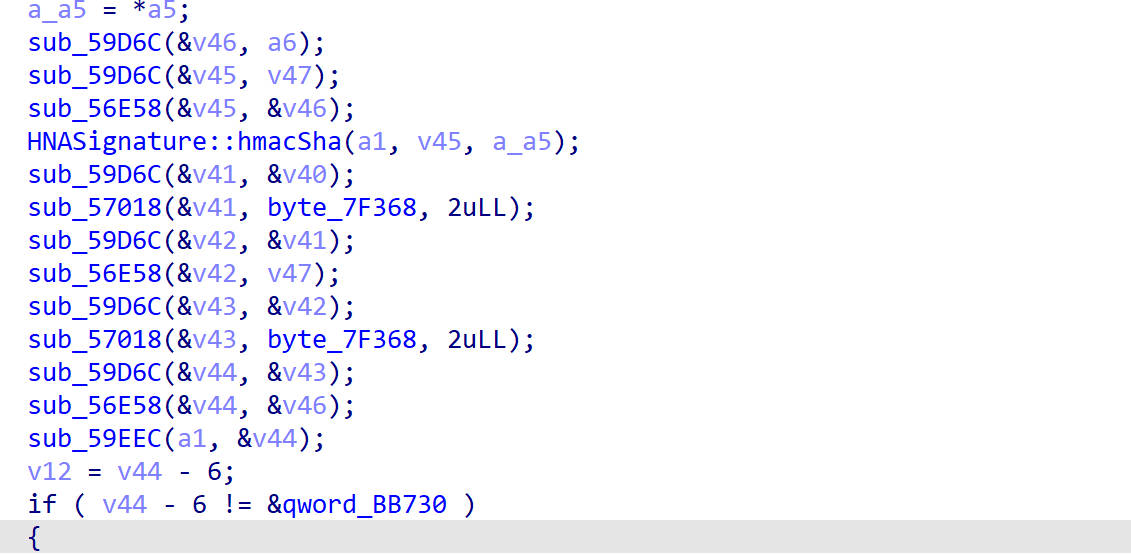 a_a5 = *a5;
sub_59D6C(&v46, a6);
sub_59D6C(&v45, v47);
sub_56E58(&v45, &v46);
HNASignature::hmacSha(a1, v45, a_a5);
sub_59D6C(&v41, &v40);
sub_57018(&v41, byte_7F368, 2uLL);
sub_59D6C(&v42, &v41);
sub_56E58(&v42, v47);
sub_59D6C(&v43, &v42);
sub_57018(&v43, byte_7F368, 2uLL);
sub_59D6C(&v44, &v43);
sub_56E58(&v44, &v46);
sub_59EEC(a1, &v44);
v12 = v44 - 6;
if ( v44 - 6 != &qword_BB730 )
{